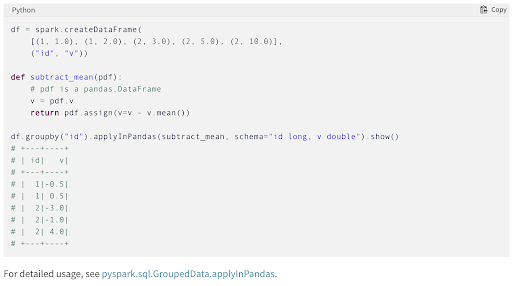 Python
Copy
df = spark.createDataFrame(
    [(1, 1.0), (1, 2.0), (2, 3.0), (2, 5.0), (2, 10.0)],
    ("id", "v"))
def subtract_mean(pdf):
    # pdf is a pandas.DataFrame
    v = pdf.v
    return pdf.assign(v=v - v.mean())
df.groupby("id").applyInPandas(subtract_mean, schema="id long, v double").show()
# +---+----+
# | id|   v|
# +---+----+
# |  1|-0.5|
# |  1| 0.5|
# |  2|-3.0|
# |  2|-1.0|
# |  2| 4.0|
# +---+----+
For detailed usage, see pyspark.sql.GroupedData.applyInPandas.